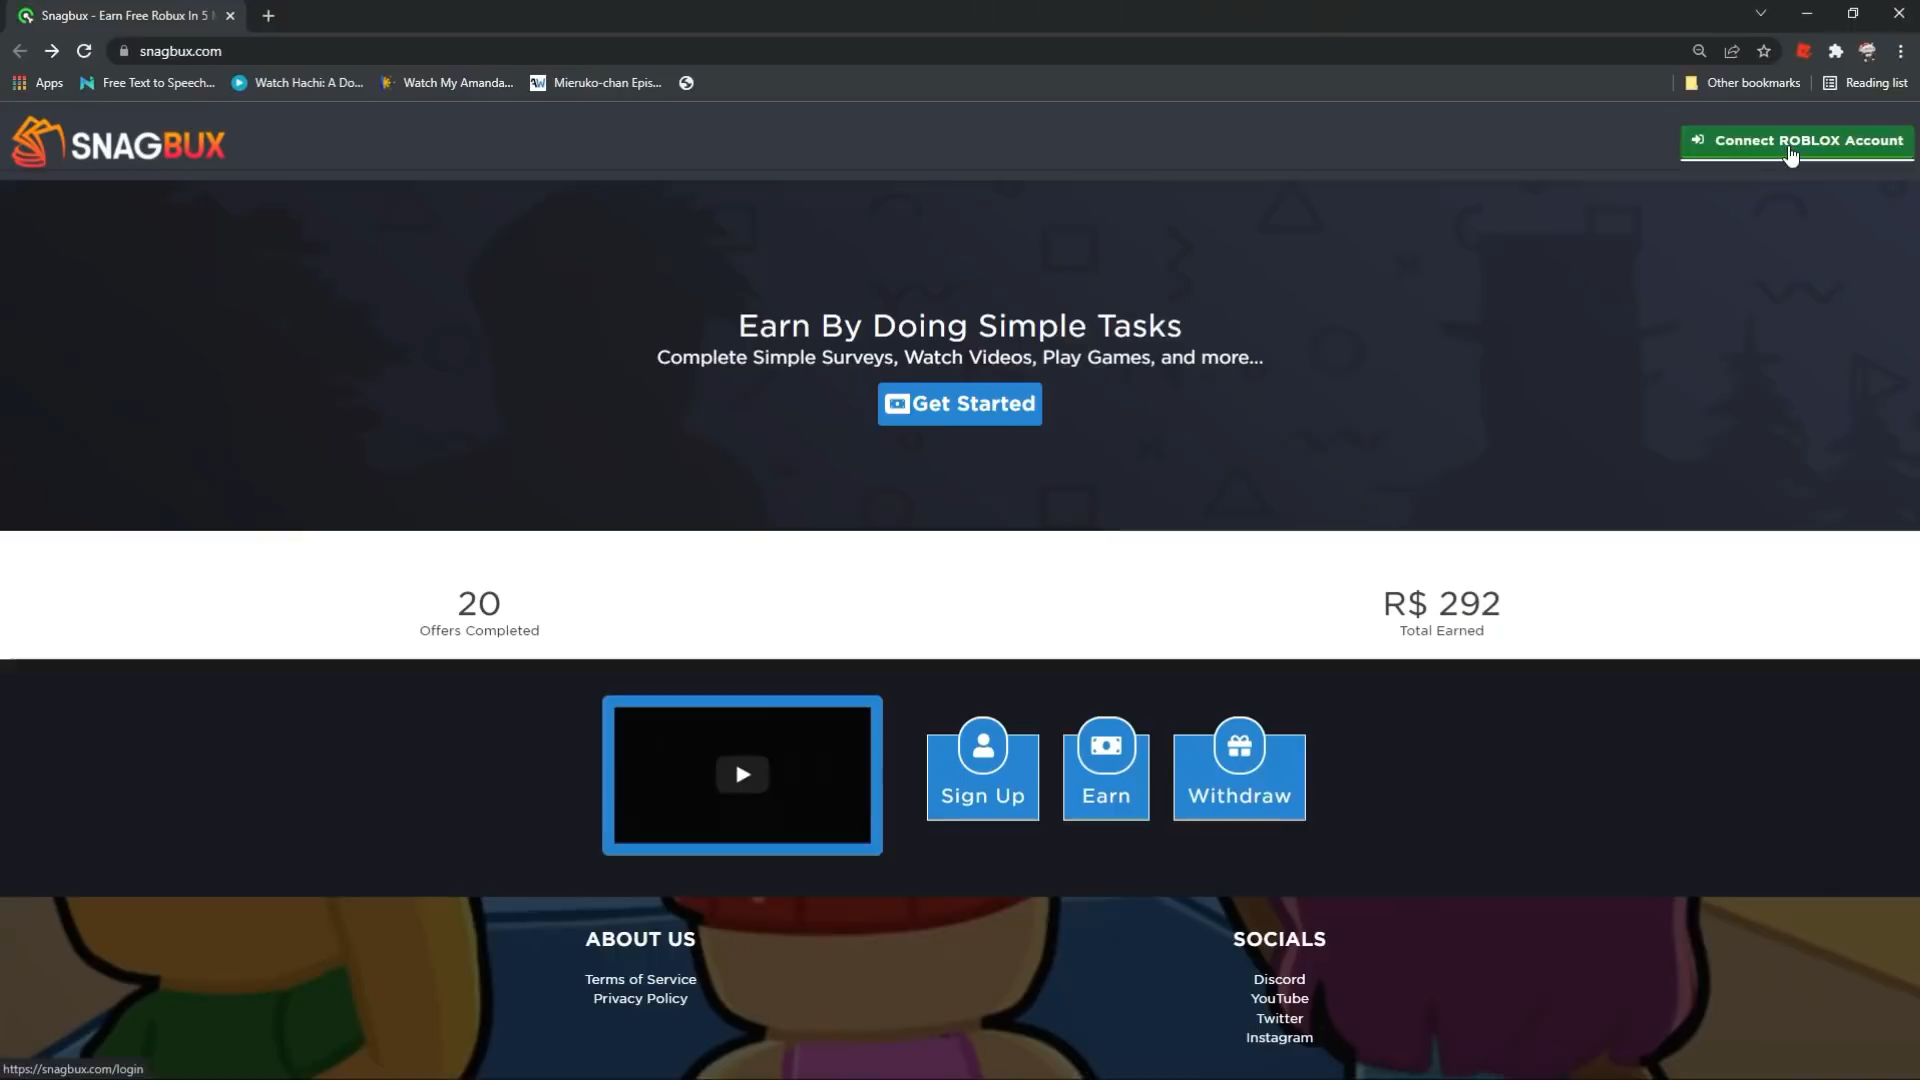 Snagbux - Earn Free Robux In 5
snagbux.com
Apps
Free Text to Speech...
Watch Hachi: A Do...
Watch My Amanda...
Mieruko-chan Epis...
Other bookmarks
Reading list
SNAGBUX
Connect ROBLOX Account
Earn By Doing Simple Tasks
Complete Simple Surveys, Watch Videos, Play Games, and more...
Get Started
20
Offers Completed
R$ 292
Total Earned
Sign Up
Earn
Withdraw
ABOUT US
Terms of Service
Privacy Policy
SOCIALS
Discord
YouTube
Twitter
Instagram
https://snagbux.com/login